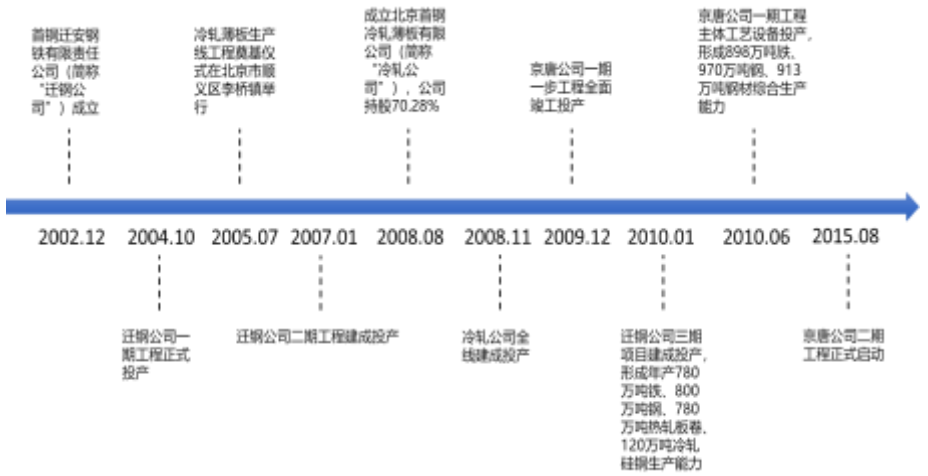 首钢迁安钢
铁有限责任
公司（简称
“迁钢公
司”）成立
冷轧薄板生产
线工程奠基仪
式在北京市顺
义区李桥镇举
行
成立北京首钢
冷轧薄板有限
公司（简称
“冷轧公
司”），公司
持股70.28%
京唐公司一期
一步工程全面
竣工投产
京唐公司一期工程
主体工艺设备投产，
形成898万吨铁、
970万吨钢、913
万吨钢材综合生产
能力
2002.12 2004.10 2005.07 2007.01 2008.08 2008.11 2009.12 2010.01 2010.06 2015.08
迁钢公司一
期工程正式
投产
迁钢公司二期工程建成投产
冷轧公司全
线建成投产
迁钢公司三期
项目建成投产，
形成年产780
万吨铁、800
万吨钢、780
万吨热轧板卷、
120万吨冷轧
硅钢生产能力
京唐公司二期
工程正式启动